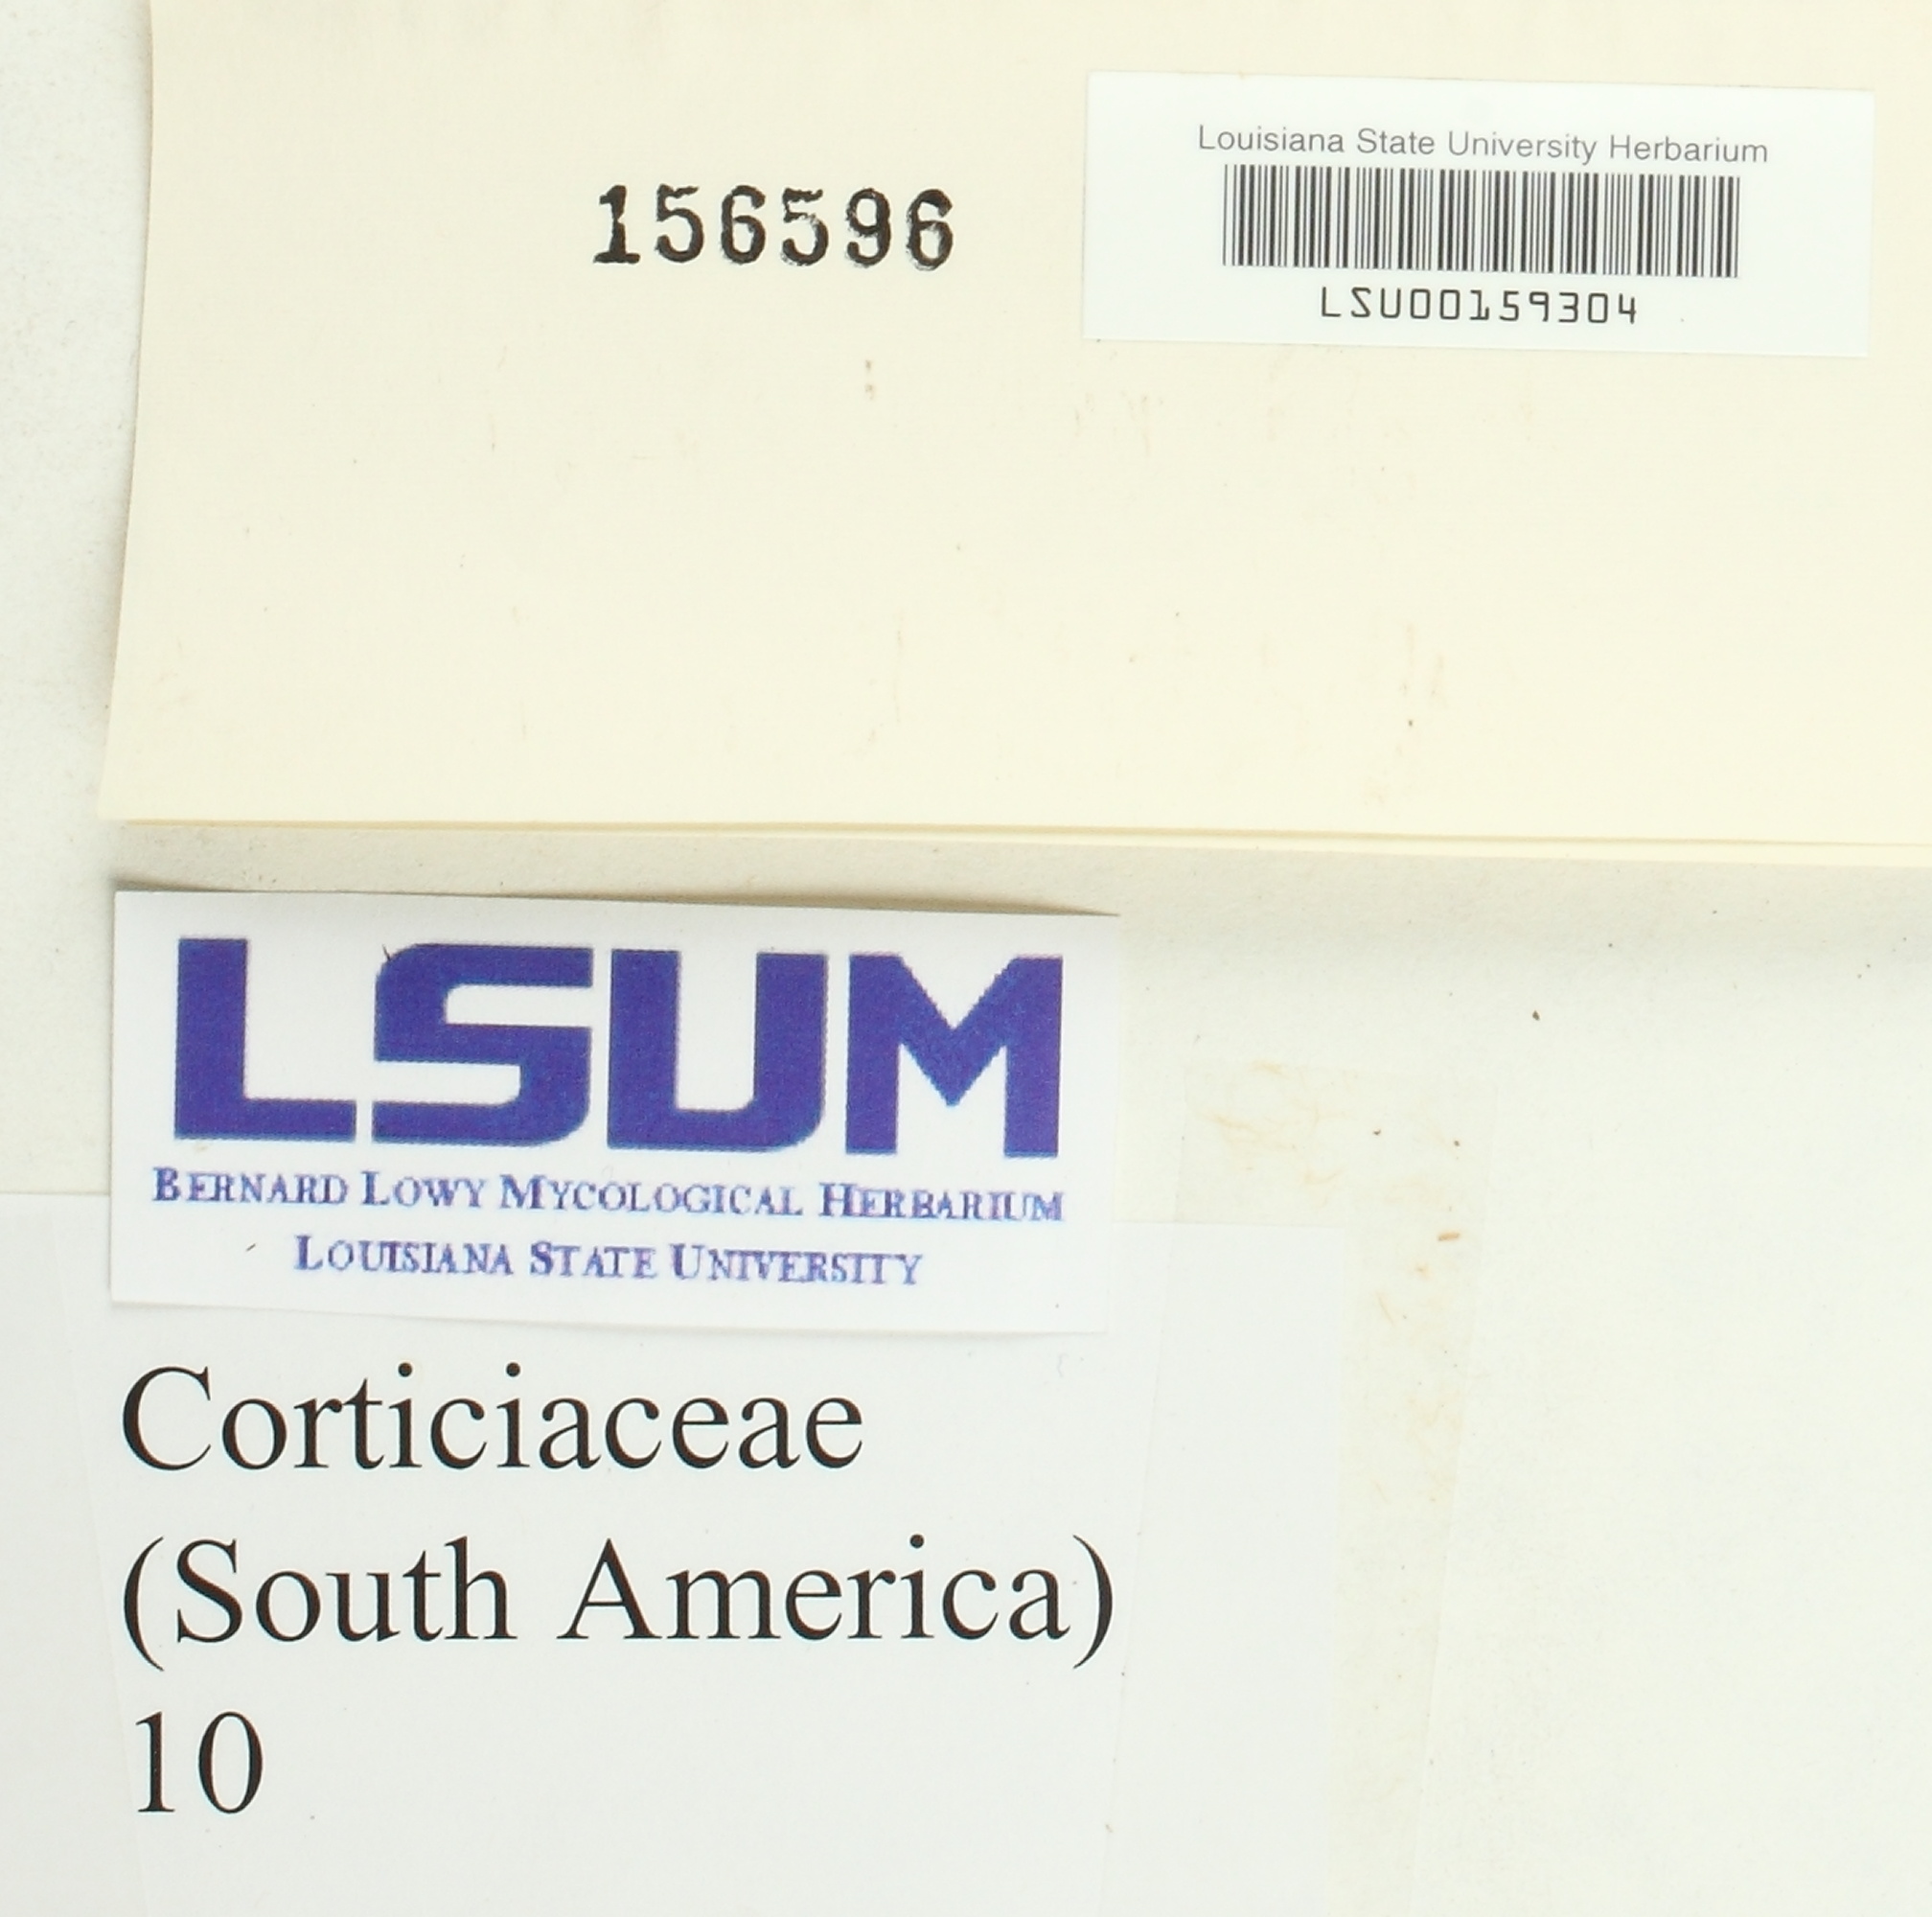 156596
Louisiana State University Herbarium
LSU00159304
LSUM
BERNARD LOWY MYCOLOGICAL HERBARIUM
LOUISIANA STATE UNIVERSITY
Corticiaceae
(South America)
10